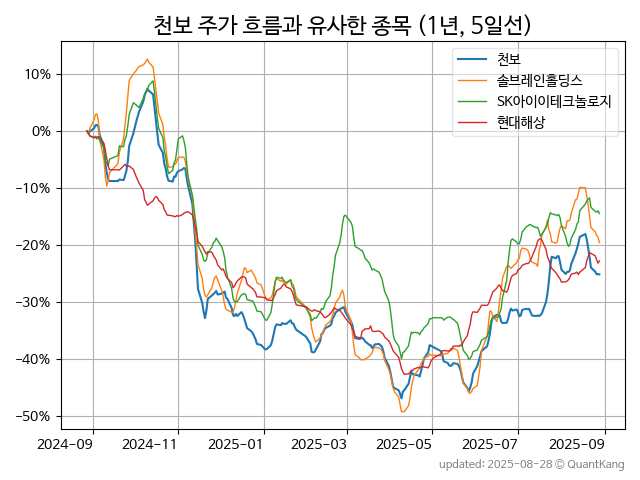 천보 주가 흐름과 유사한 종목 (1년, 5일선)
천보
솔브레인홀딩스
SK아이이테크놀로지
현대해상
10%
0%
−10%
−20%
−30%
−40%
−50%
2024-09 2024-11 2025-01 2025-03 2025-05 2025-07 2025-09
updated: 2025-08-28 © QuantKang